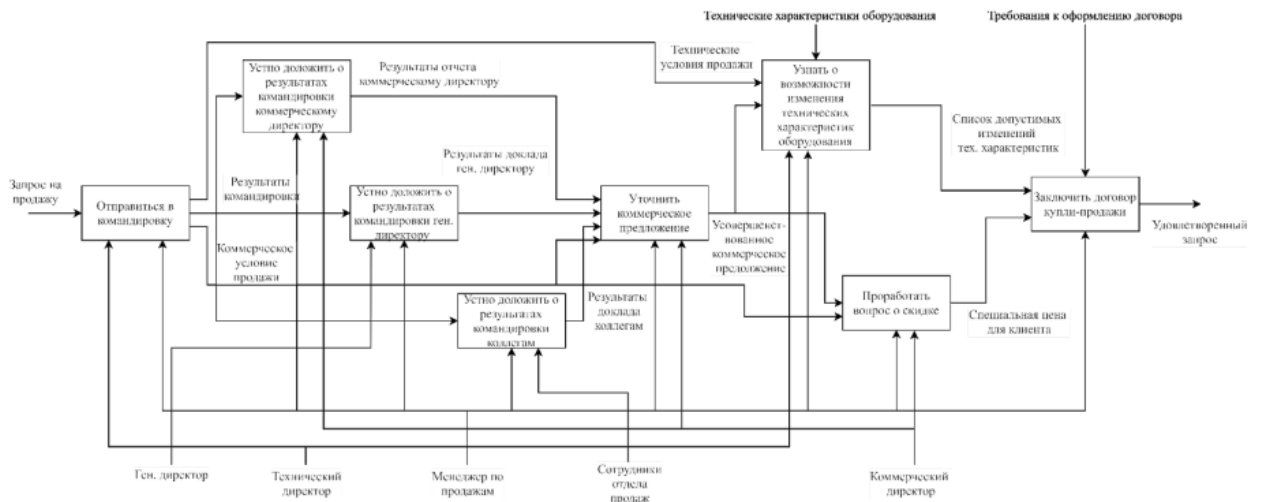 Технические характеристики оборудования
Требования к оформлению договора
Технические
условия продажи
Устно доложить о
результатах
командировки
коммерческому
директору
Результаты отчета
коммерческому директору
Узнать о
возможности
изменения
технических
характеристик
оборудования
Список допустимых
изменений
тех. характеристик
Результаты доклада
ген. директору
Запрос на
продажу
Отправиться в
командировку
Результаты
командировки
Устно доложить о
результатах
командировки ген.
директору
Уточнить
коммерческое
предложение
Заключить договор
купли-продажи
Удовлетворенный
запрос
Коммерческое
условие
продажи
Усовершенст-
вованное
коммерческое
предолжение
Устно доложить о
результатах
командировки
коллегам
Результаты
доклада
коллегам
Проработать
вопрос о скидке
Специальная цена
для клиента
Ген. директор
Технический
директор
Менеджер по
продажам
Сотрудники
отдела
продаж
Коммерческий
директор